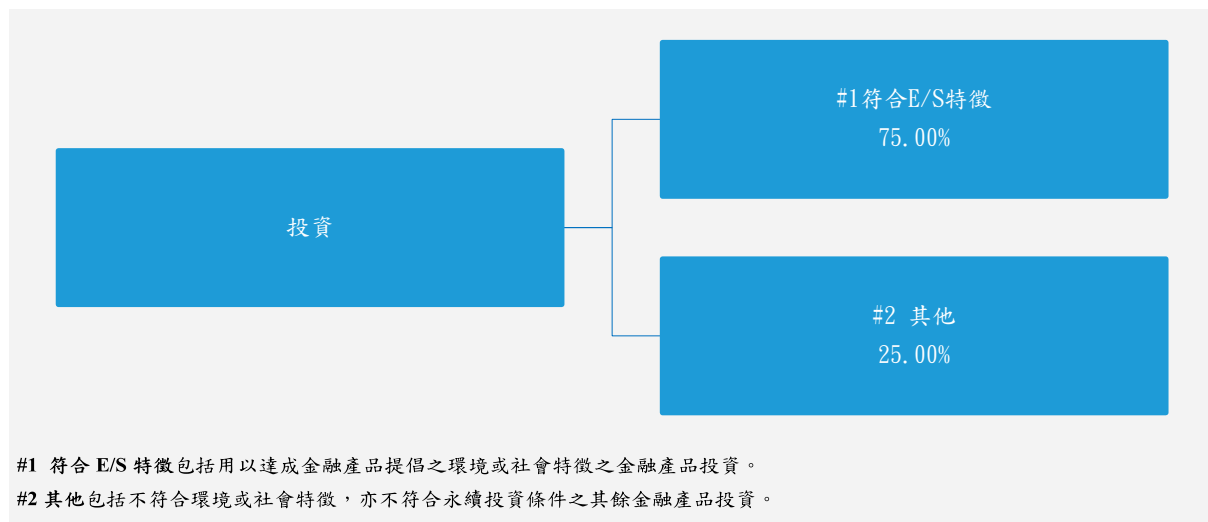 #1符合E/S特徵
75.00%
投資
#2 其他
25.00%
#1 符合 E/S 特徵包括用以達成金融產品提倡之環境或社會特徵之金融產品投資。
#2 其他包括不符合環境或社會特徵，亦不符合永續投資條件之其餘金融產品投資。